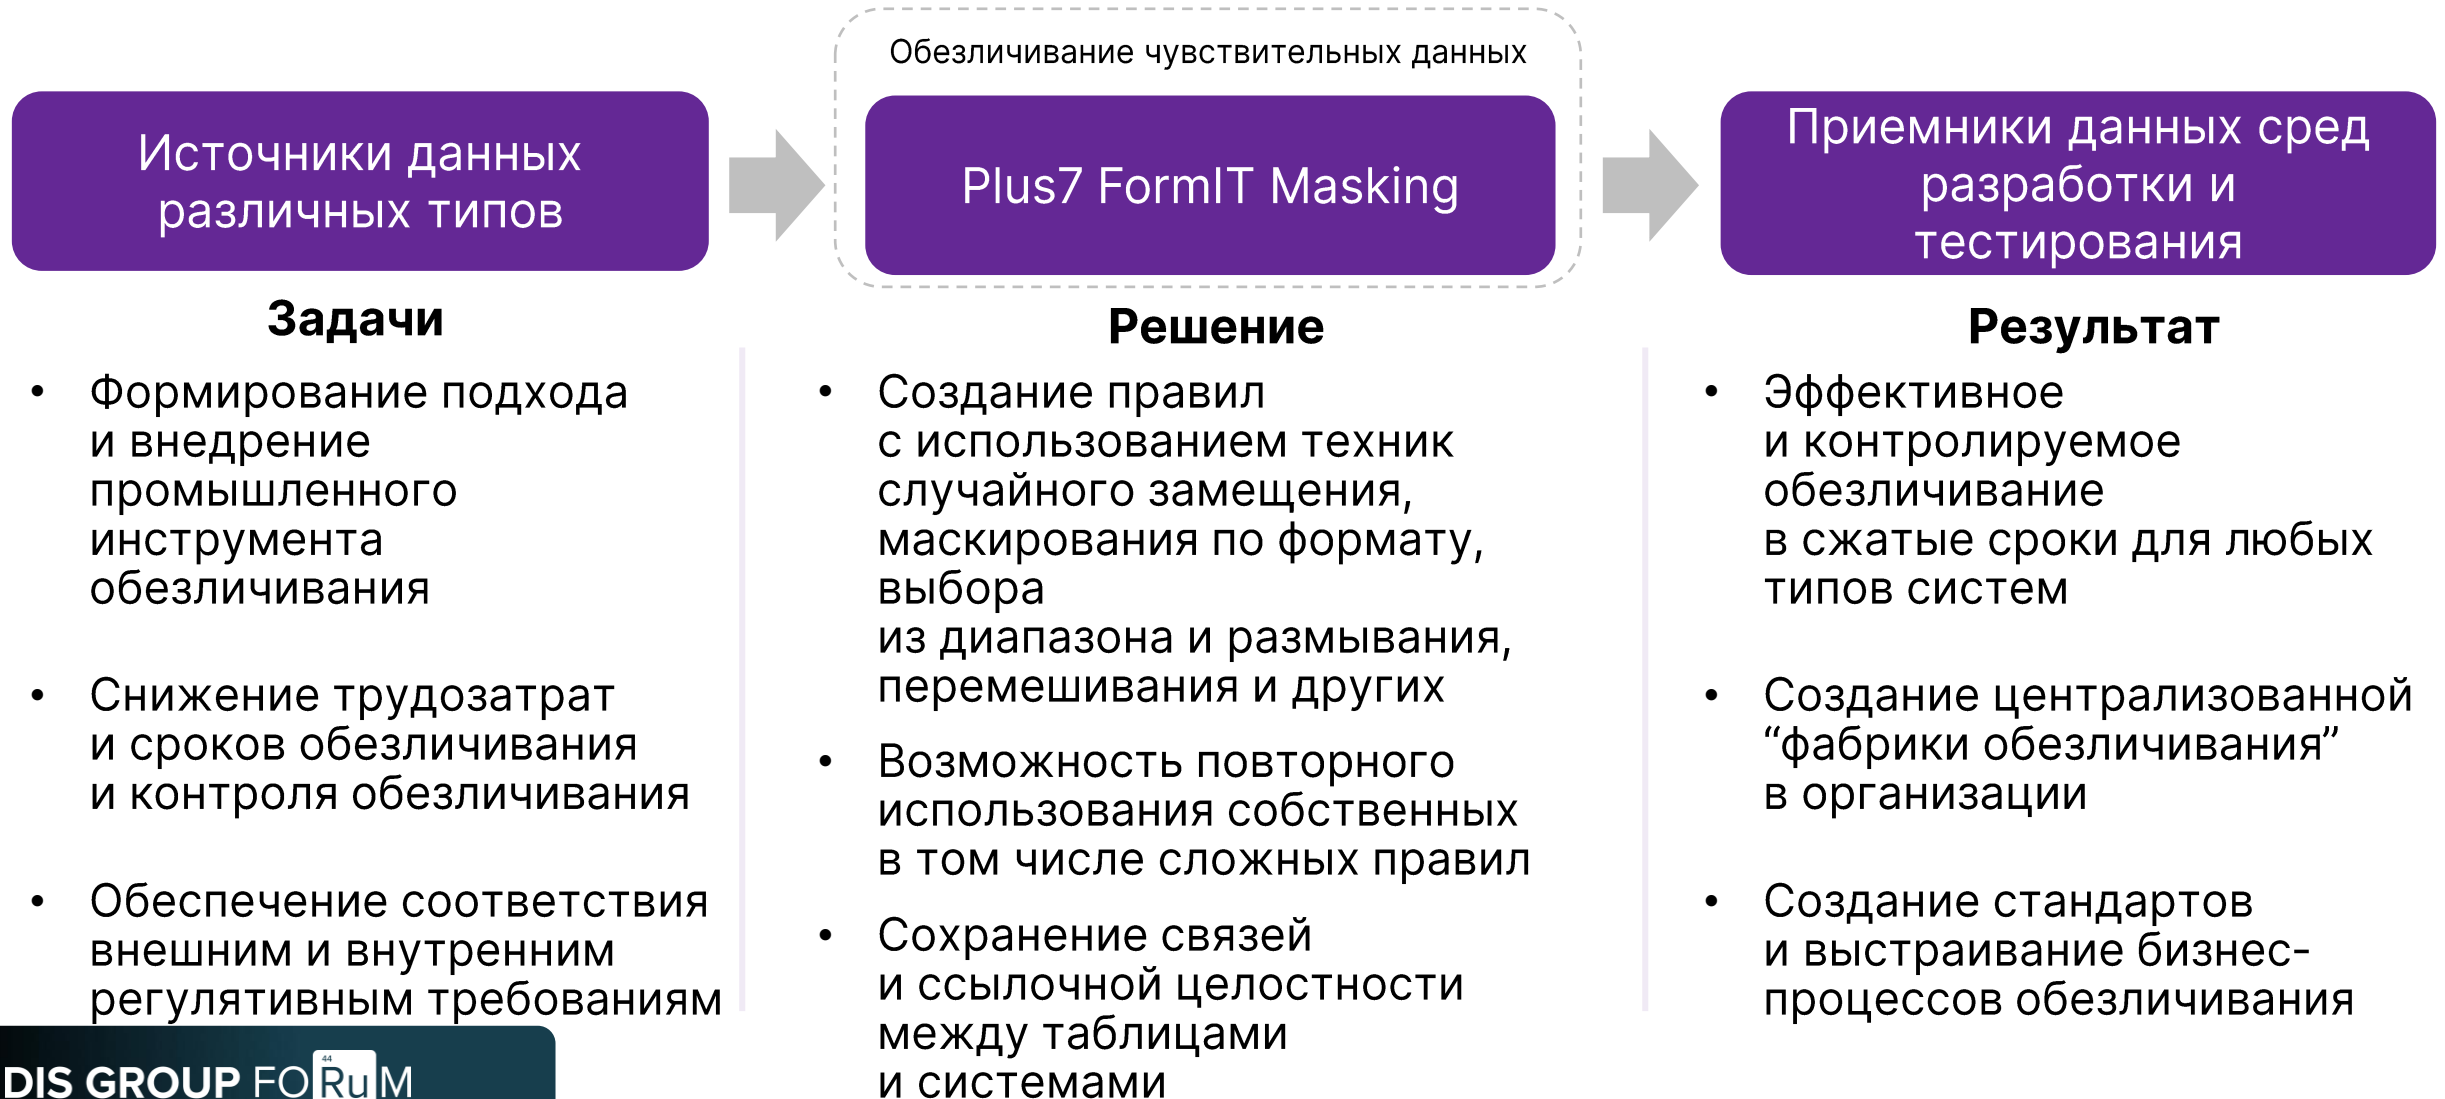 Обезличивание чувствительных данных
Источники данных
различных типов
Plus7 FormIT Masking
Приемники данных сред
разработки и
тестирования
Задачи
• Формирование подхода
и внедрение
промышленного
инструмента
обезличивания
• Снижение трудозатрат
и сроков обезличивания
и контроля обезличивания
• Обеспечение соответствия
внешним и внутренним
регулятивным требованиям
Решение
• Создание правил
с использованием техник
случайного замещения,
маскирования по формату,
выбора
из диапазона и размывания,
перемешивания и других
• Возможность повторного
использования собственных
в том числе сложных правил
• Сохранение связей
и ссылочной целостности
между таблицами
и системами
Результат
• Эффективное
и контролируемое
обезличивание
в сжатые сроки для любых
типов систем
• Создание централизованной
“фабрики обезличивания”
в организации
• Создание стандартов
и выстраивание бизнес-
процессов обезличивания
44
DIS GROUP FORuM